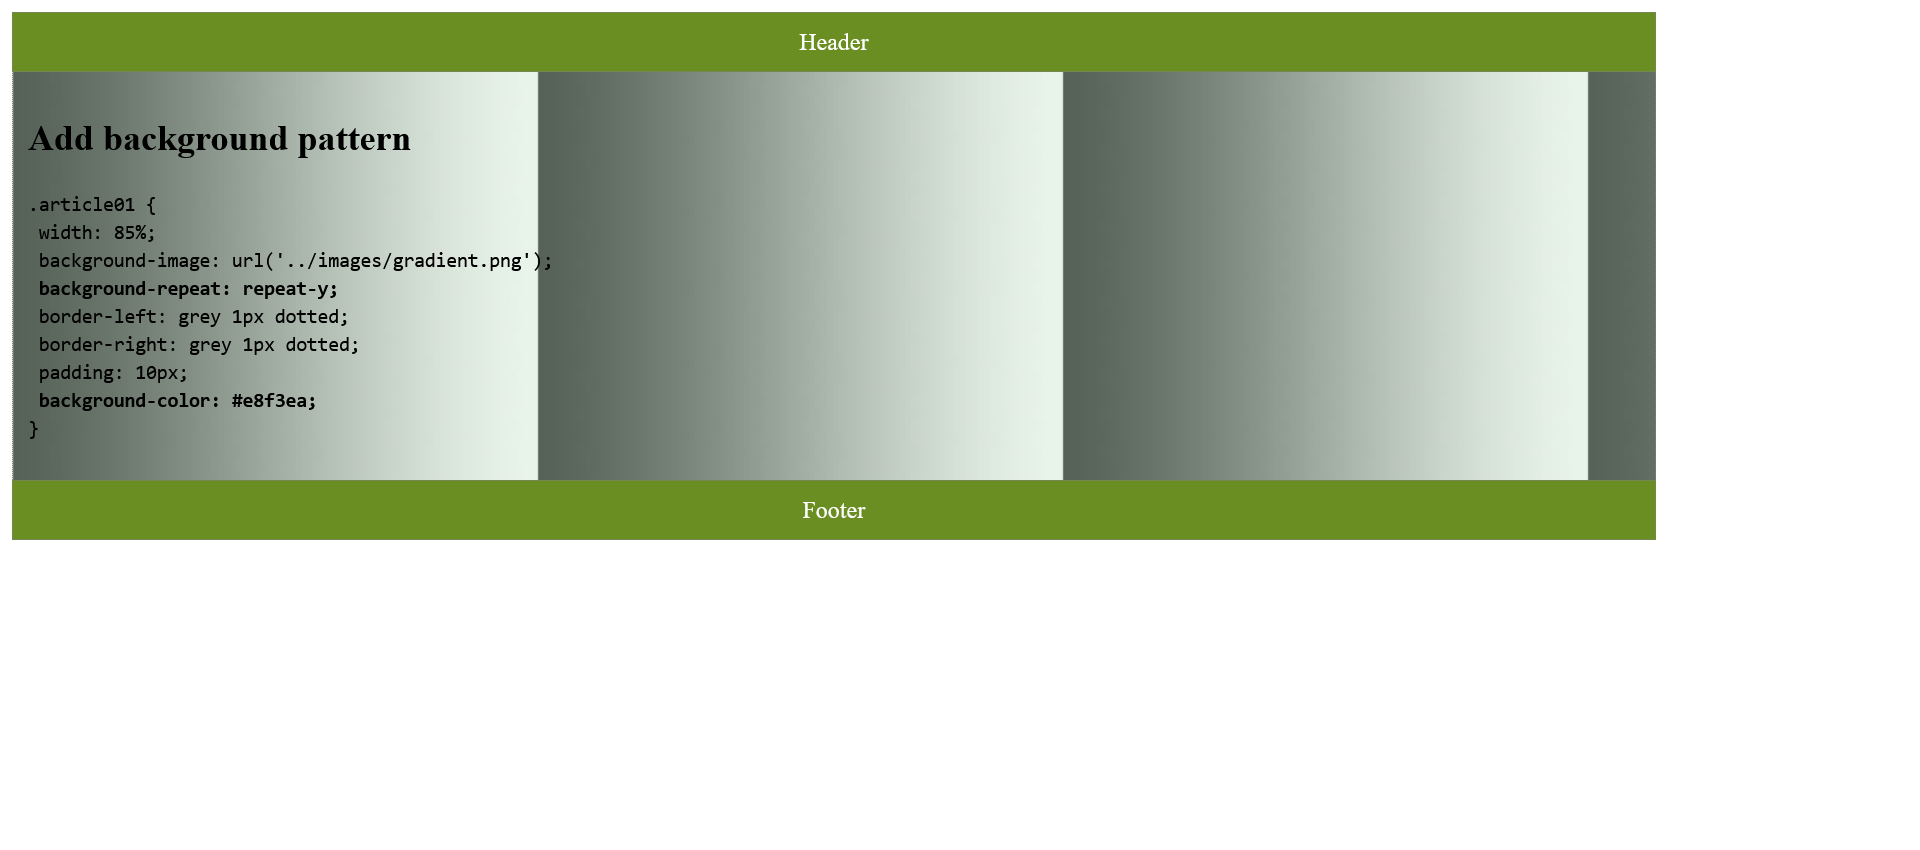 Header
Add background pattern
.article01 {
 width: 85%;
 background-image: url('../images/gradient.png');
 background-repeat: repeat-y;
 border-left: grey 1px dotted;
 border-right: grey 1px dotted;
 padding: 10px;
 background-color: #e8f3ea;
}
Footer